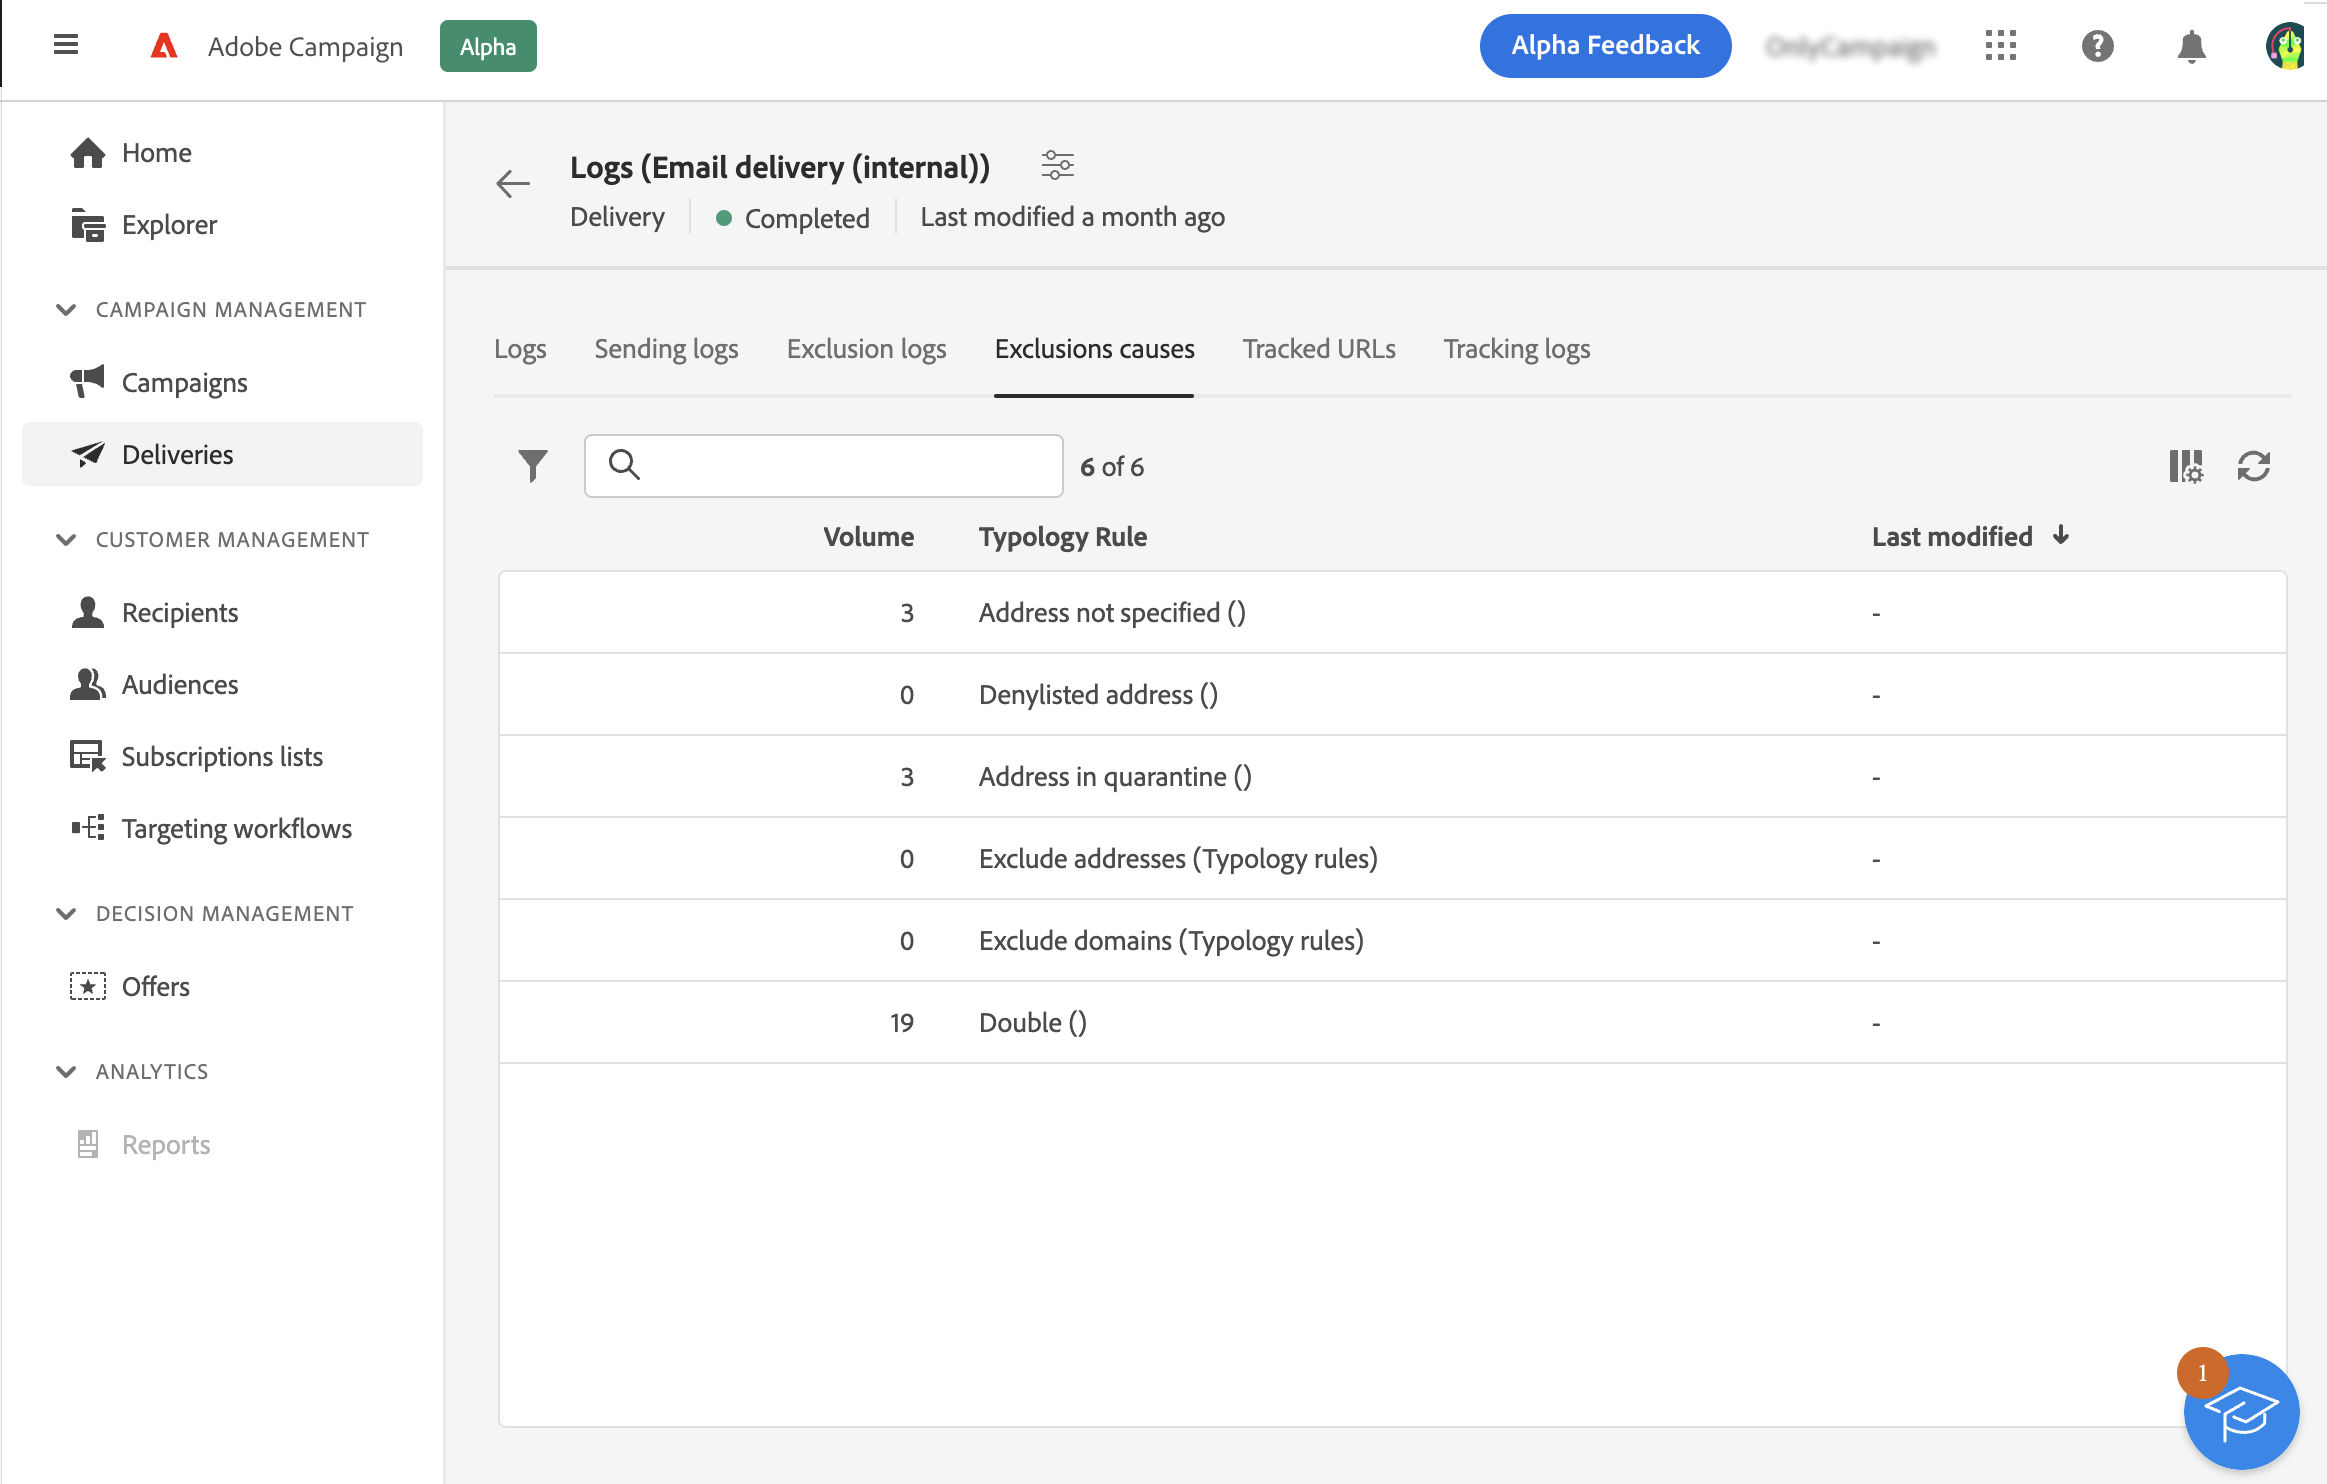 Adobe Campaign Alpha Alpha Feedback
Home
Explorer
CAMPAIGN MANAGEMENT
Campaigns
Deliveries
CUSTOMER MANAGEMENT
Recipients
Audiences
Subscriptions lists
Targeting workflows
DECISION MANAGEMENT
Offers
ANALYTICS
Reports
Logs (Email delivery (internal))
Delivery Completed Last modified a month ago
Logs Sending logs Exclusion logs Exclusions causes Tracked URLs Tracking logs
6 of 6
Volume Typology Rule Last modified
3 Address not specified () -
0 Denylisted address () -
3 Address in quarantine () -
0 Exclude addresses (Typology rules) -
0 Exclude domains (Typology rules) -
19 Double () -
1